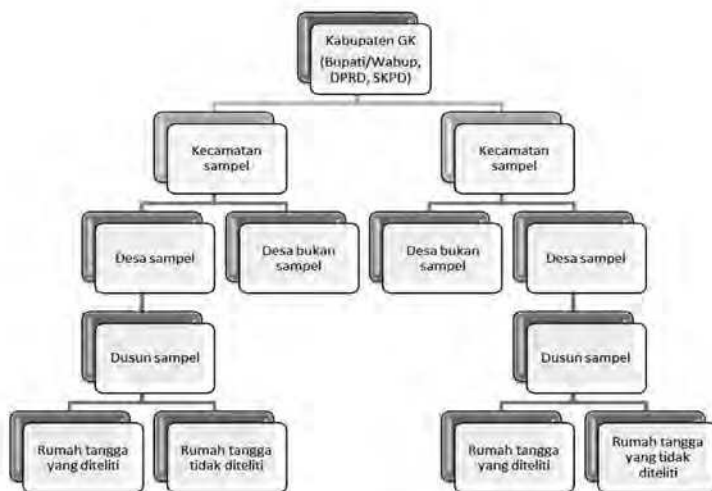 Kabupaten GK
(Bupati/Wabup,
DPRD, SKPD)
Kecamatan
sampel
Kecamatan
sampel
Desa sampel
Desa bukan
sampel
Desa bukan
sampel
Desa sampel
Dusun sampel
Dusun sampel
Rumah tangga
yang diteliti
Rumah tangga
tidak diteliti
Rumah tangga
yang diteliti
Rumah tangga
yang tidak
diteliti